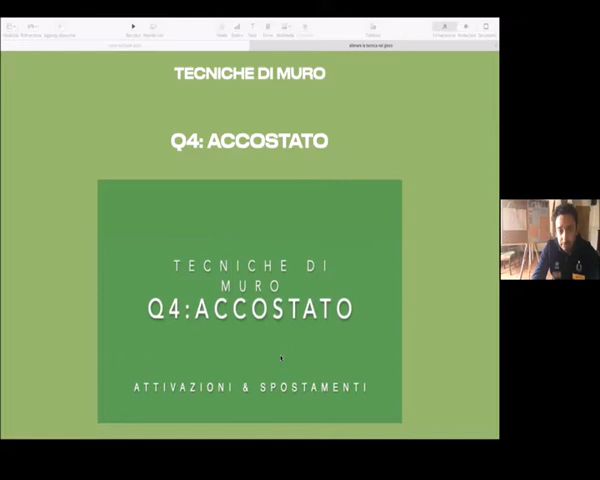 TECNICHE DI MURO
Q4: ACCOSTATO
TECNICHE DI
MURO
Q4:ACCOSTATO
ATTIVAZIONI & SPOSTAMENTI